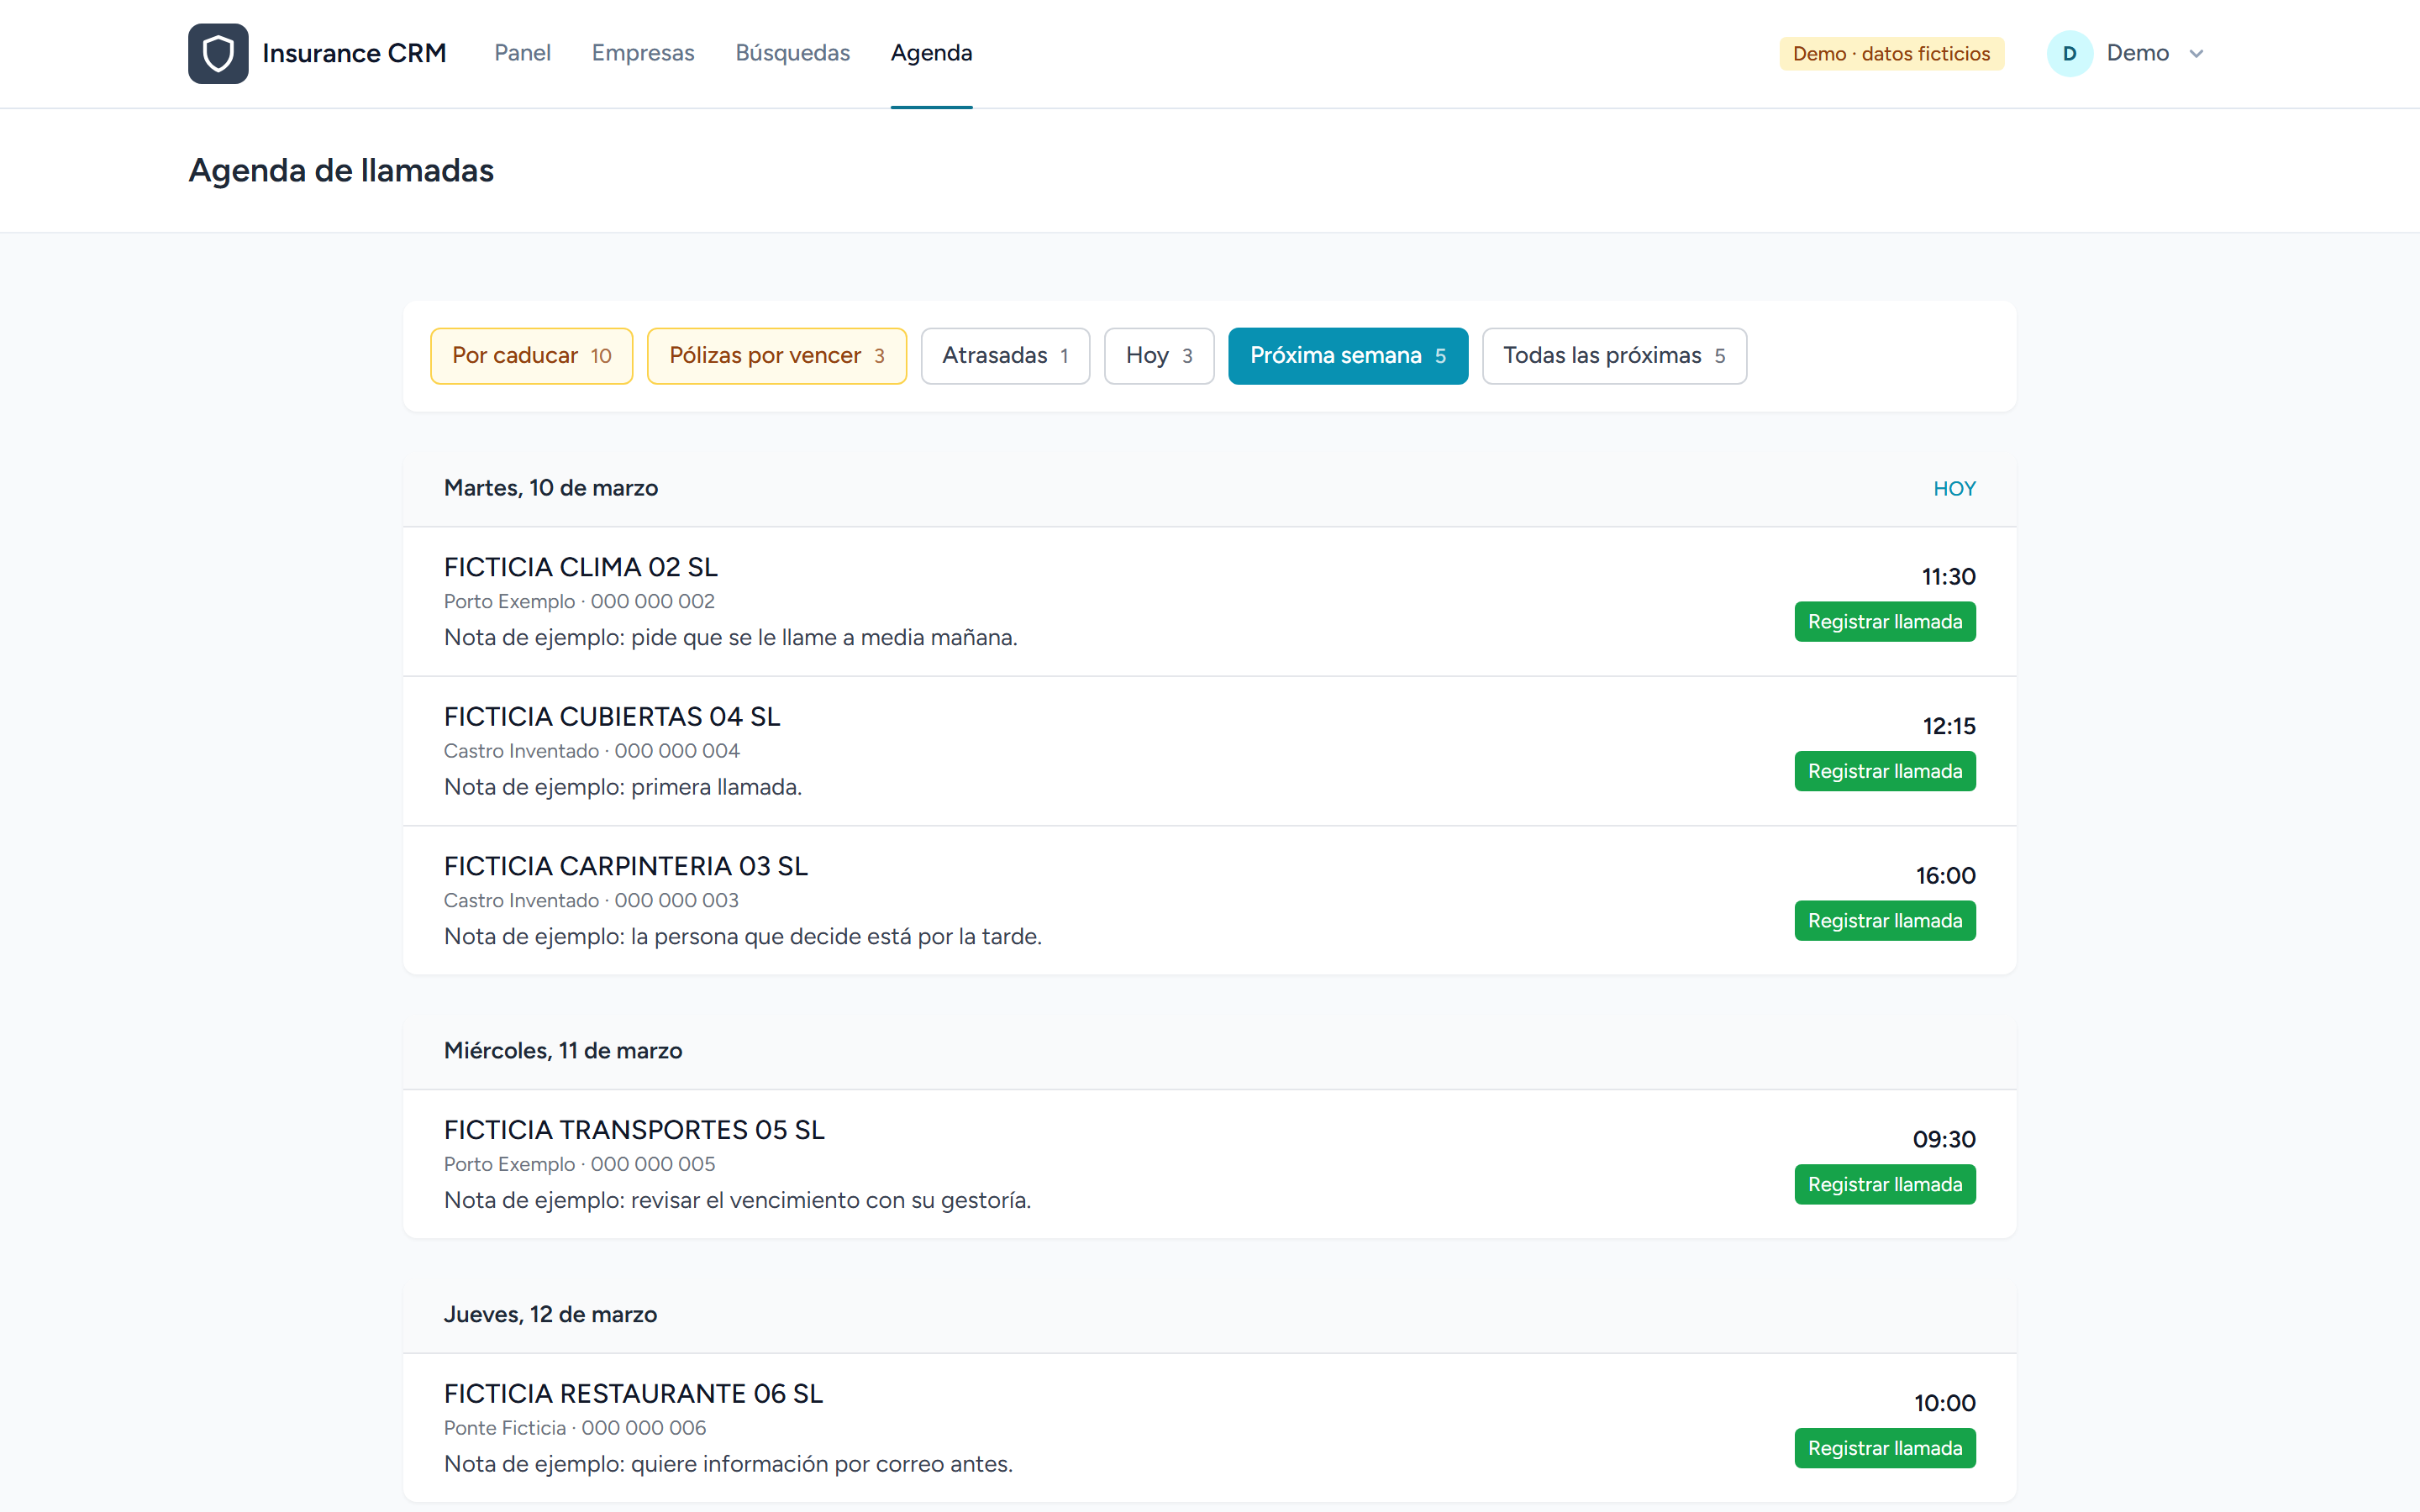 Insurance CRM Panel Empresas Búsquedas Agenda Demo · datos ficticios D Demo
Agenda de llamadas
Por caducar 10 Pólizas por vencer 3 Atrasadas 1 Hoy 3 Próxima semana 5 Todas las próximas 5
Martes, 10 de marzo HOY
FICTICIA CLIMA 02 SL
11:30
Porto Exemplo · 000 000 002
Registrar llamada
Nota de ejemplo: pide que se le llame a media mañana.
FICTICIA CUBIERTAS 04 SL
12:15
Castro Inventado · 000 000 004
Registrar llamada
Nota de ejemplo: primera llamada.
FICTICIA CARPINTERIA 03 SL
16:00
Castro Inventado · 000 000 003
Registrar llamada
Nota de ejemplo: la persona que decide está por la tarde.
Miércoles, 11 de marzo
FICTICIA TRANSPORTES 05 SL
09:30
Porto Exemplo · 000 000 005
Registrar llamada
Nota de ejemplo: revisar el vencimiento con su gestoría.
Jueves, 12 de marzo
FICTICIA RESTAURANTE 06 SL
10:00
Ponte Ficticia · 000 000 006
Registrar llamada
Nota de ejemplo: quiere información por correo antes.